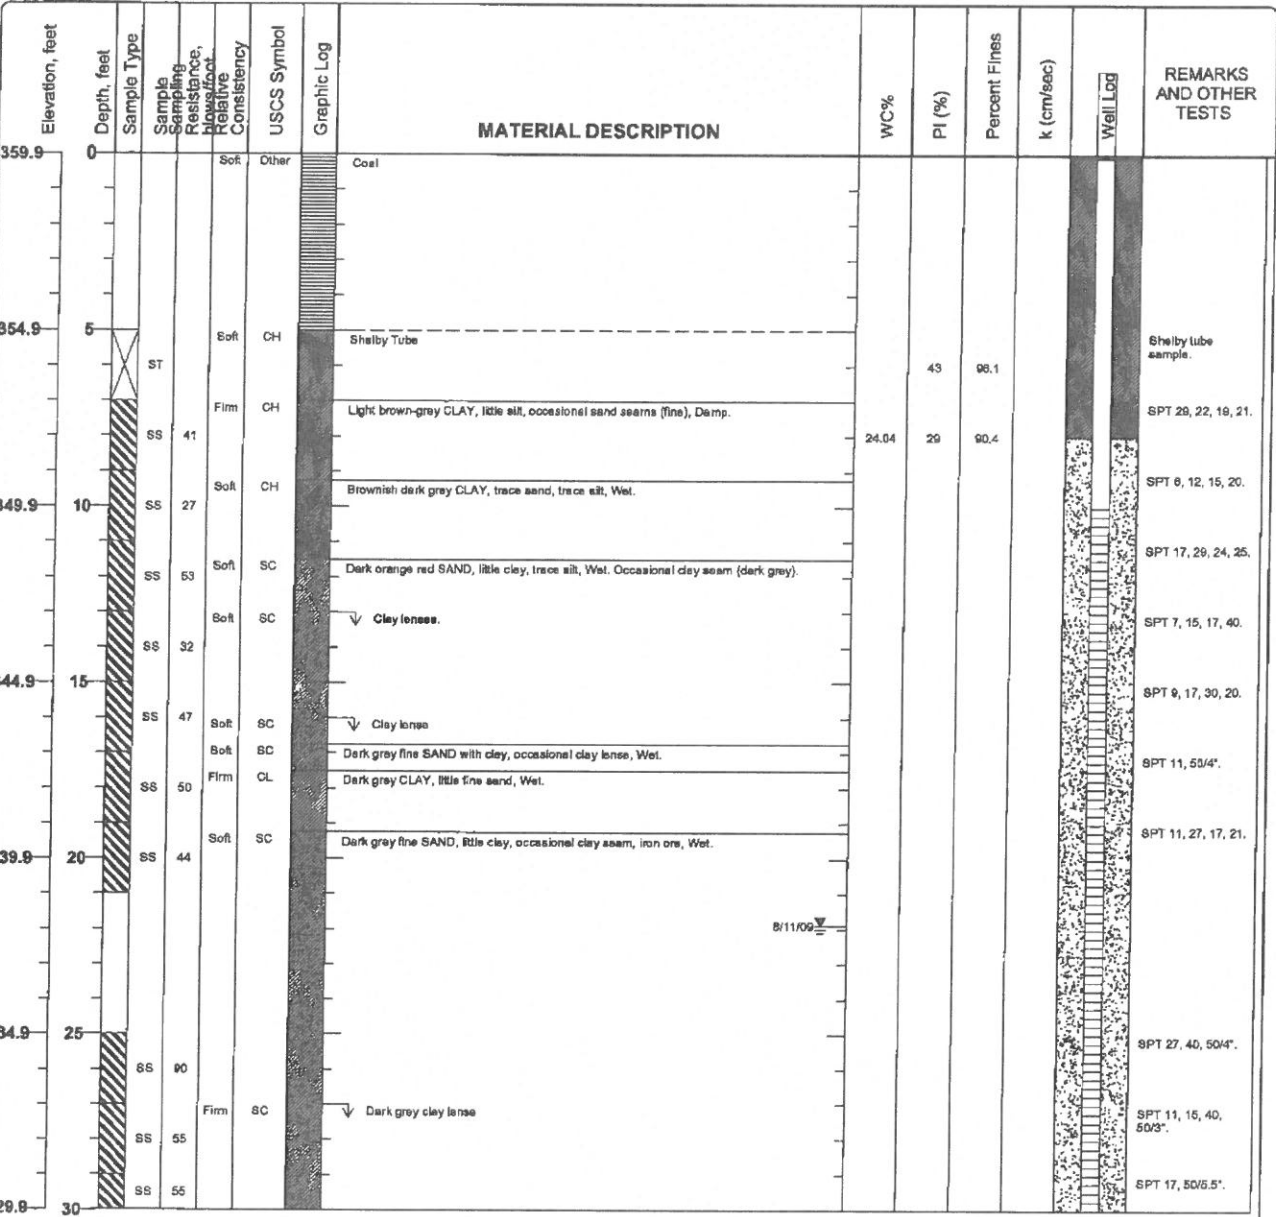 Elevation, feet
Depth, feet
Sample Type
Sample
Sampling
Resistance,
blows/foot
Relative
Consistency
USCS Symbol
Graphic Log
MATERIAL DESCRIPTION
WC%
PI (%)
Percent Fines
k (cm/sec)
Well Log
REMARKS
AND OTHER
TESTS
359.9 0 Soft Other Coal
354.9 5 Soft CH Shelby Tube Shelby tube
sample.
ST 43 98.1
Firm CH Light brown-grey CLAY, little silt, occasional sand seams (fine), Damp. SPT 29, 22, 19, 21.
SS 41 24.04 29 90.4
Soft CH Brownish dark grey CLAY, trace sand, trace silt, Wet. SPT 6, 12, 15, 20.
349.9 10 SS 27
Soft SC Dark orange red SAND, little clay, trace silt, Wet. Occasional clay seam (dark grey). SPT 17, 29, 24, 25.
SS 53
Soft SC Clay lenses. SPT 7, 15, 17, 40.
SS 32
44.9 15 SPT 9, 17, 30, 20.
SS 47
Soft SC Clay lense
Soft SC Dark grey fine SAND with clay, occasional clay lense, Wet. SPT 11, 50/4".
Firm CL Dark grey CLAY, little fine sand, Wet.
SS 50
Soft SC Dark grey fine SAND, little clay, occasional clay seam, iron ore, Wet. SPT 11, 27, 17, 21.
39.9 20 SS 44
8/11/09
34.9 25 SPT 27, 40, 50/4".
SS 90
Firm SC Dark grey clay lense SPT 11, 15, 40,
50/3".
SS 55
SS 55 SPT 17, 50/5.5".
29.9 30